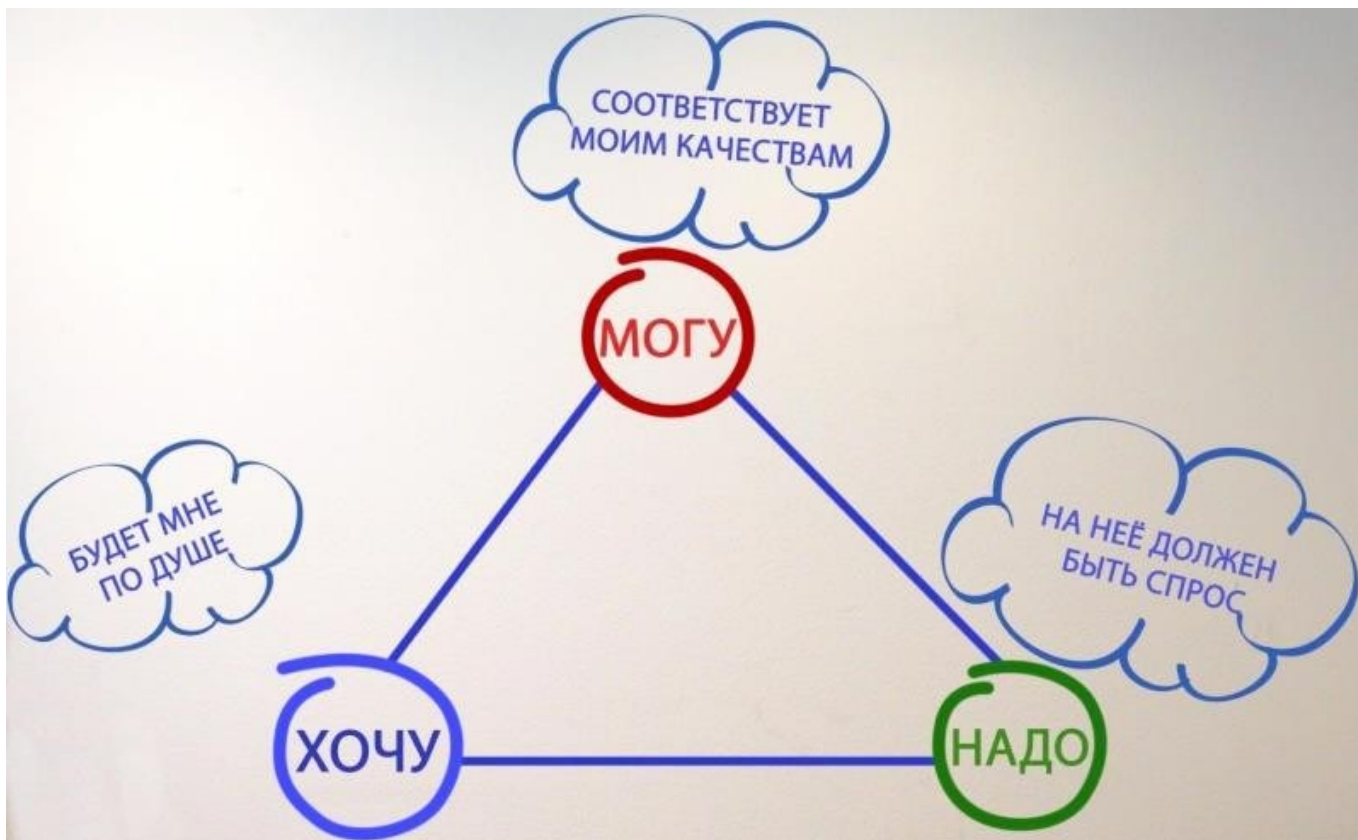 СООТВЕТСТВУЕТ
МОИМ КАЧЕСТВАМ
МОГУ
БУДЕТ МНЕ
ПО ДУШЕ
НА НЕЁ ДОЛЖЕН
БЫТЬ СПРОС
ХОЧУ
НАДО